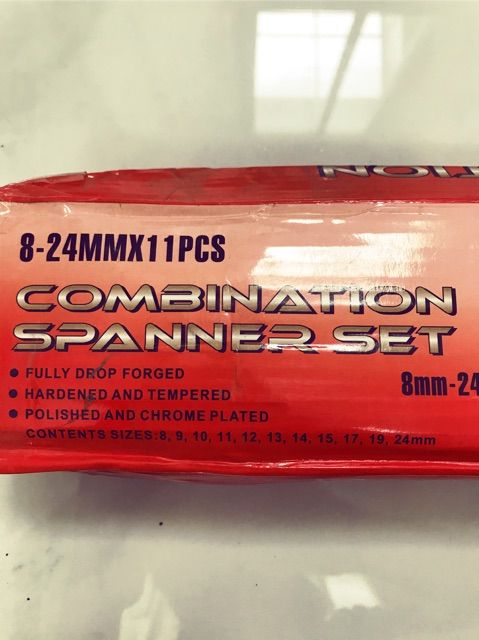 8-24MMX11PCS
COMBINATION
SPANNER SET
● FULLY DROP FORGED
● HARDENED AND TEMPERED
● POLISHED AND CHROME PLATED
CONTENTS SIZES:8, 9, 10, 11, 12, 13, 14, 15, 17, 19, 24mm
8mm-24